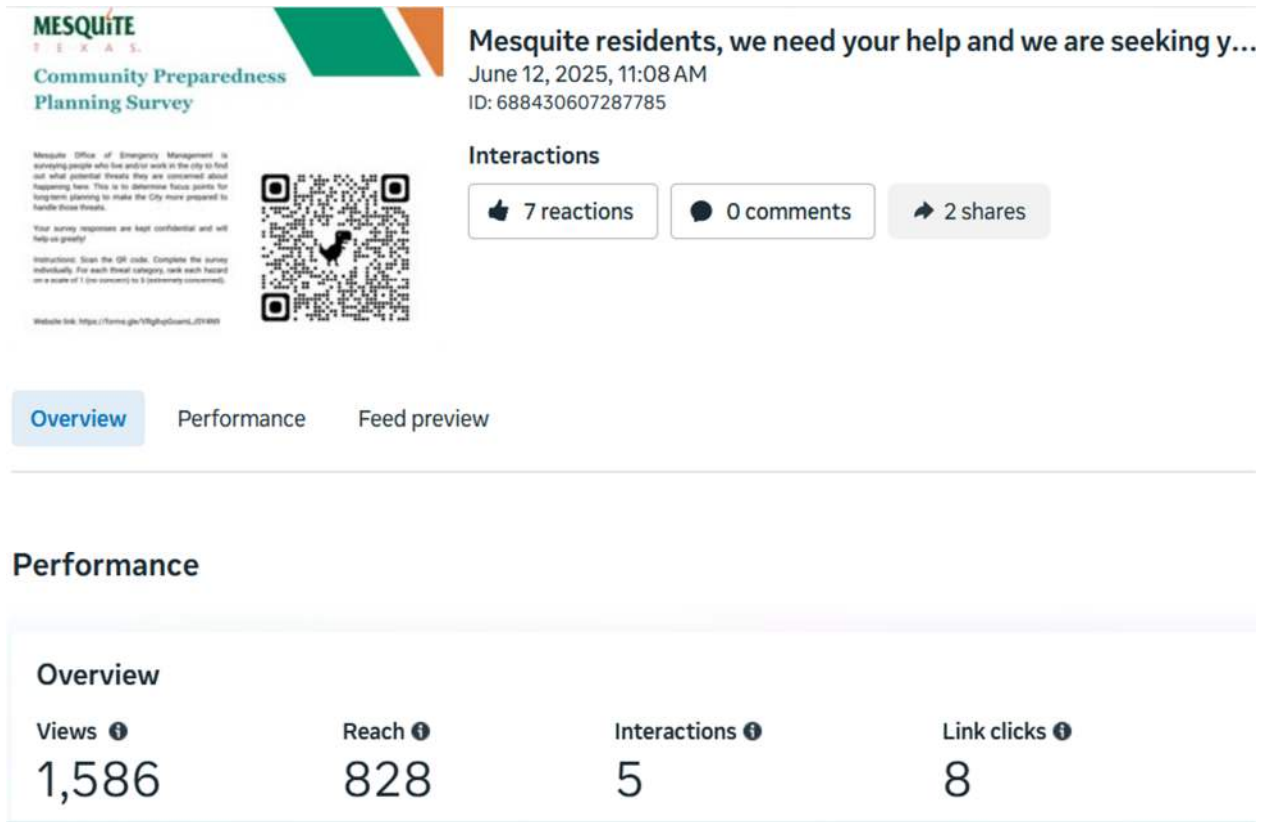 MESQUITE
T E X A S.
Community Preparedness
Planning Survey
Mesquite Office of Emergency Management is
surveying people who live and/or work in the city to find
out what potential threats they are concerned about
happening here. This is to determine focus points for
long-term planning to make the City more prepared to
handle those threats.
Your survey responses are kept confidential and will
help us greatly!
Instructions: Scan the QR code. Complete the survey
individually. For each threat category, rank each hazard
on a scale of 1 (no concern) to 5 (extremely concerned).
Website link:
Mesquite residents, we need your help and we are seeking y...
June 12, 2025, 11:08 AM
ID: 688430607287785
Interactions
7 reactions
0 comments
2 shares
Overview
Performance
Feed preview
Performance
Overview
Views
Reach
Interactions
Link clicks
1,586
828
5
8